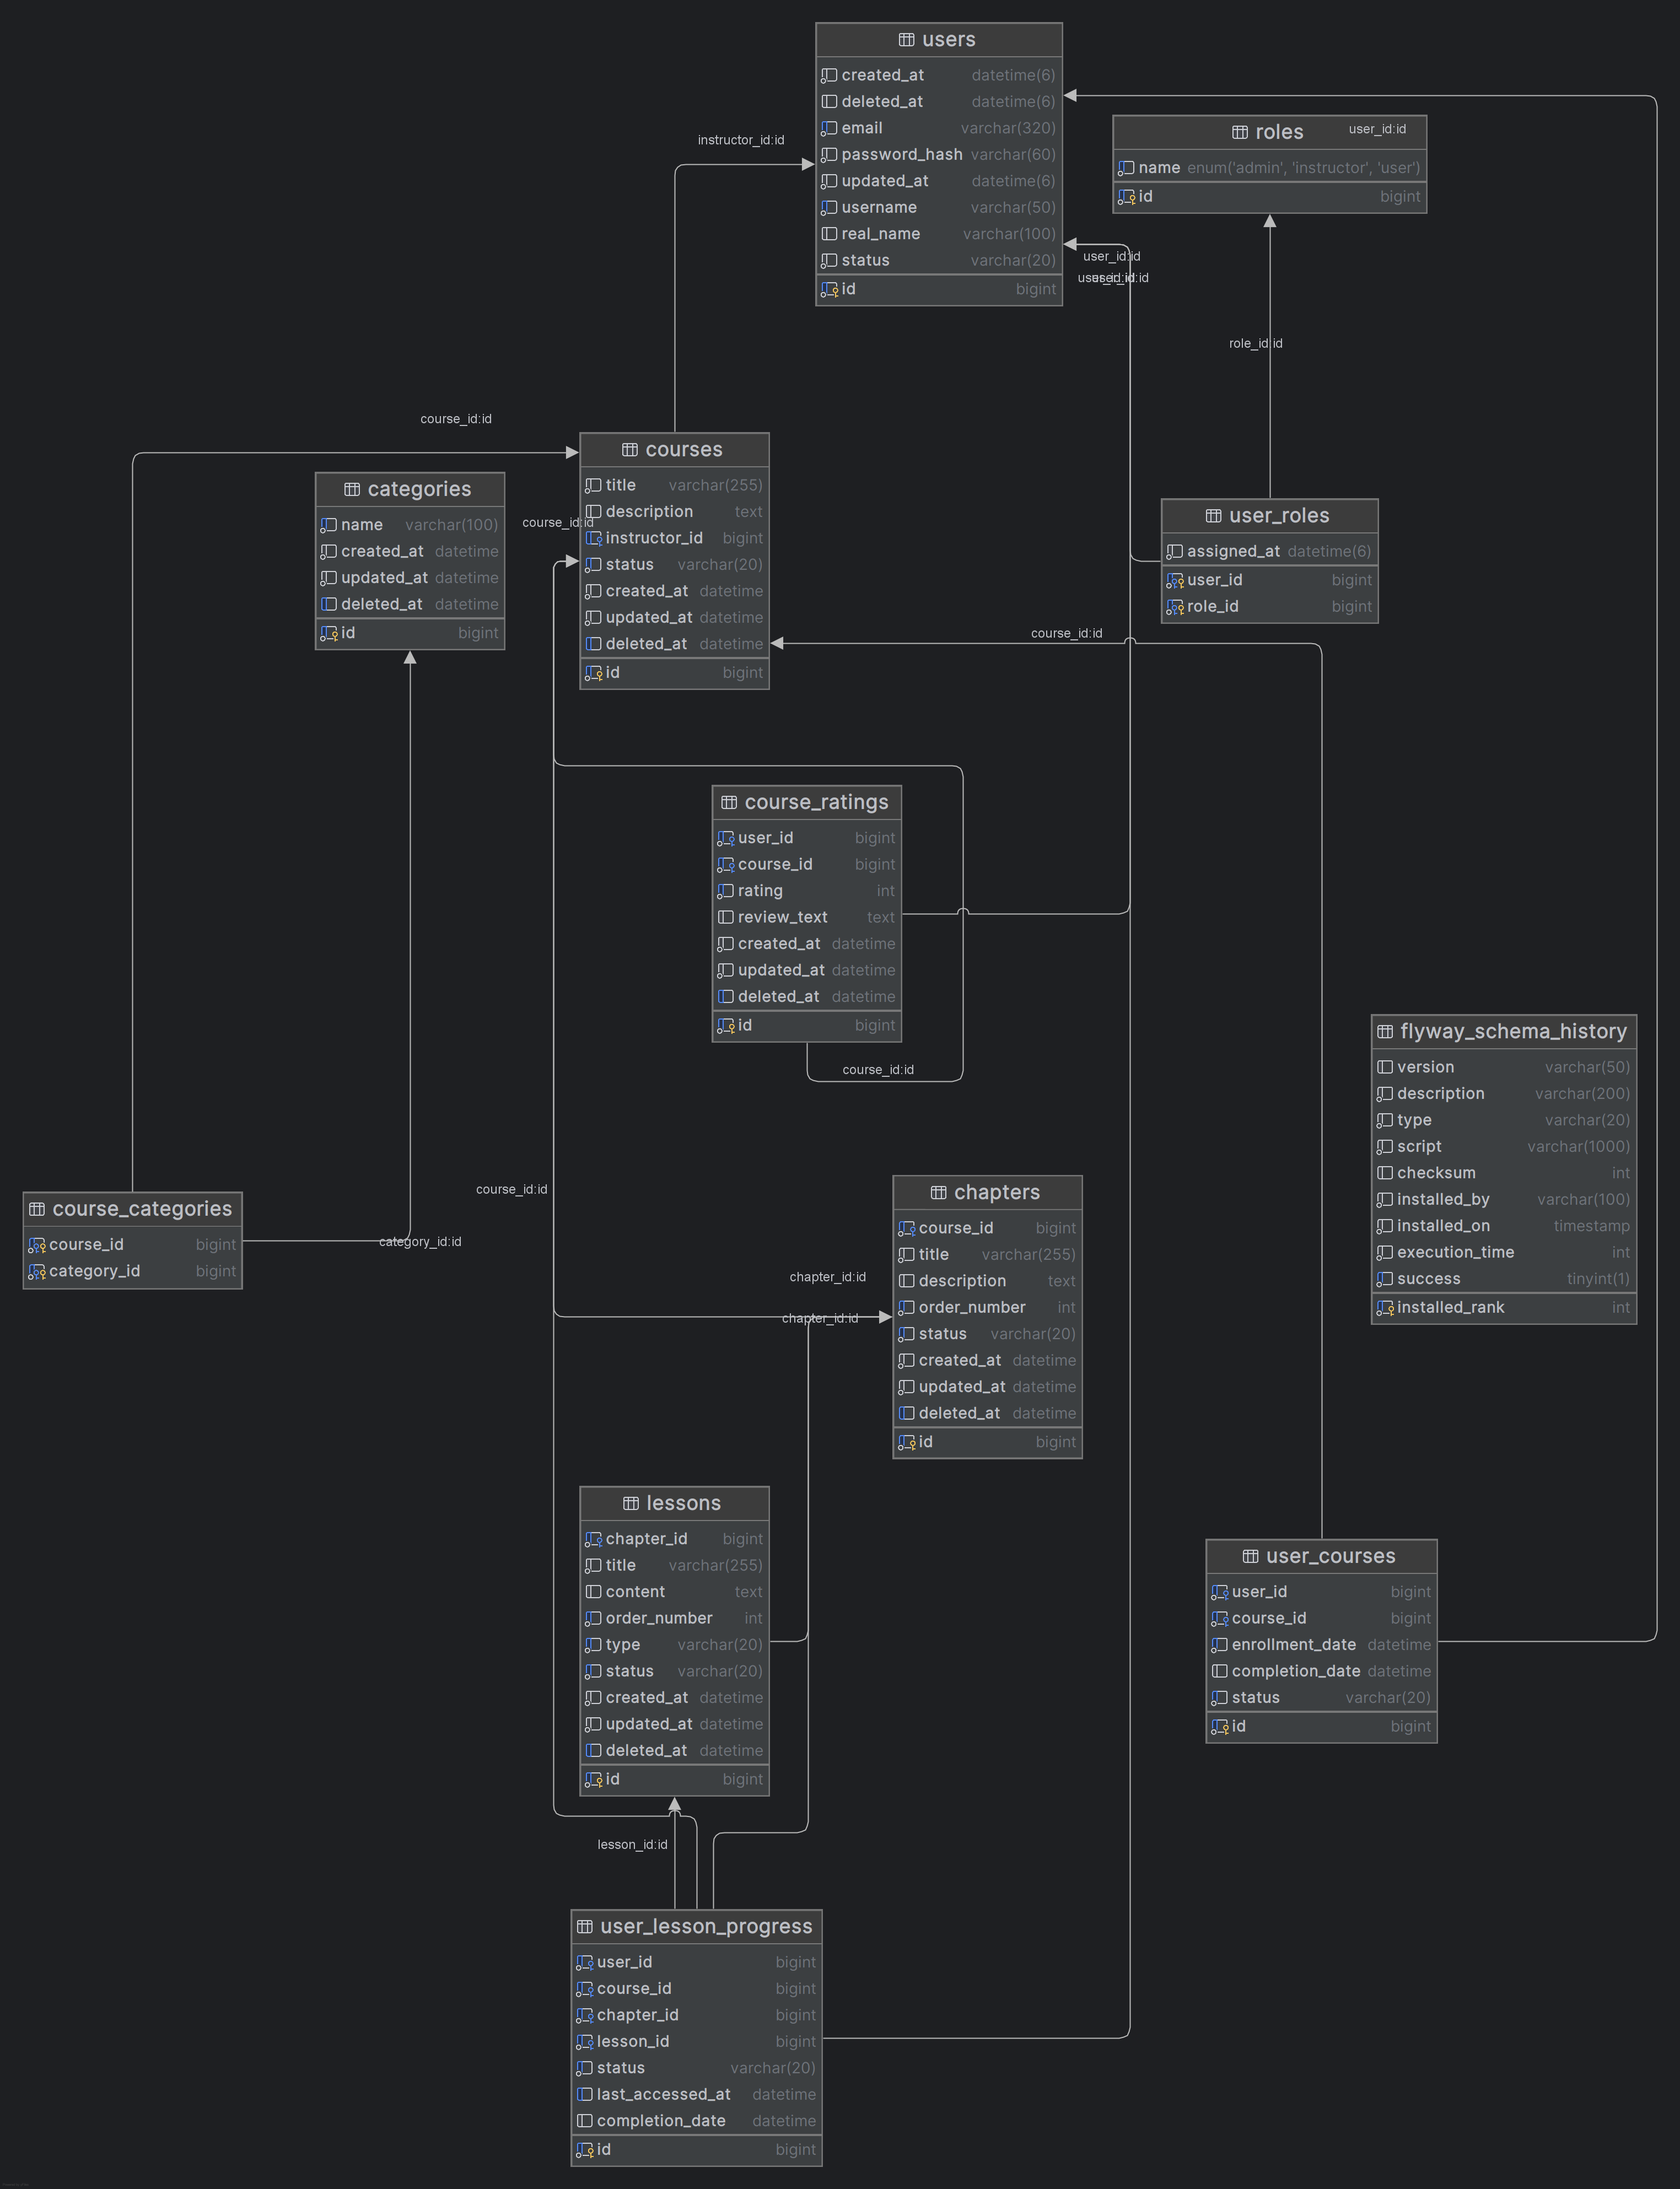 users
created_at datetime(6)
deleted_at datetime(6)
email varchar(320)
password_hash varchar(60)
updated_at datetime(6)
username varchar(50)
real_name varchar(100)
status varchar(20)
id bigint
roles
name enum('admin', 'instructor', 'user')
id bigint
user_id:id
instructor_id:id
user_id:id
user_id:id
user_id:id
role_id:id
course_id:id
categories
name varchar(100)
created_at datetime
updated_at datetime
deleted_at datetime
id bigint
courses
title varchar(255)
description text
instructor_id bigint
status varchar(20)
created_at datetime
updated_at datetime
deleted_at datetime
id bigint
course_id:id
user_roles
assigned_at datetime(6)
user_id bigint
role_id bigint
course_id:id
course_ratings
user_id bigint
course_id bigint
rating int
review_text text
created_at datetime
updated_at datetime
deleted_at datetime
id bigint
course_id:id
flyway_schema_history
version varchar(50)
description varchar(200)
type varchar(20)
script varchar(1000)
checksum int
installed_by varchar(100)
installed_on timestamp
execution_time int
success tinyint(1)
installed_rank int
course_categories
course_id bigint
category_id bigint
category_id:id
course_id:id
chapters
course_id bigint
title varchar(255)
description text
order_number int
status varchar(20)
created_at datetime
updated_at datetime
deleted_at datetime
id bigint
chapter_id:id
chapter_id:id
lessons
chapter_id bigint
title varchar(255)
content text
order_number int
type varchar(20)
status varchar(20)
created_at datetime
updated_at datetime
deleted_at datetime
id bigint
user_courses
user_id bigint
course_id bigint
enrollment_date datetime
completion_date datetime
status varchar(20)
id bigint
lesson_id:id
user_lesson_progress
user_id bigint
course_id bigint
chapter_id bigint
lesson_id bigint
status varchar(20)
last_accessed_at datetime
completion_date datetime
id bigint